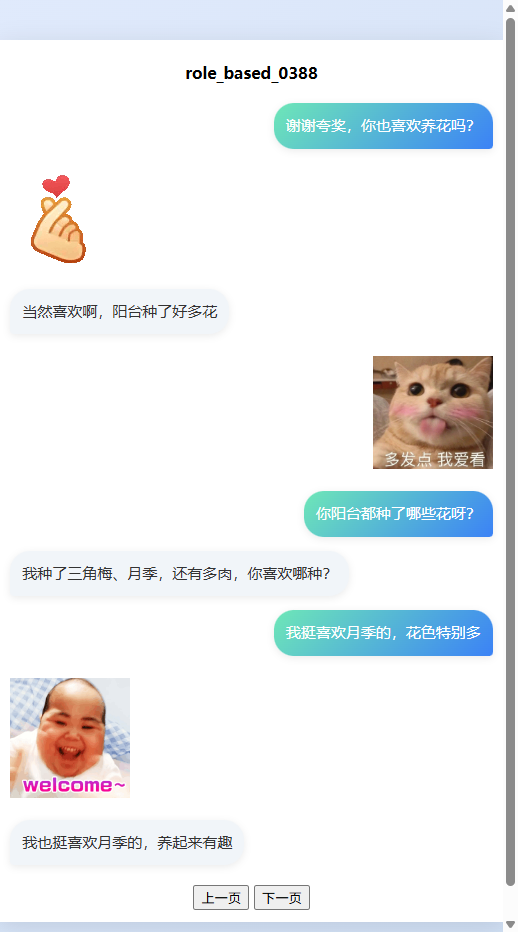 role_based_0388
谢谢夸奖，你也喜欢养花吗？
当然喜欢啊，阳台种了好多花
多发点 我爱看
你阳台都种了哪些花呀？
我种了三角梅、月季，还有多肉，你喜欢哪种？
我挺喜欢月季的，花色特别多
welcome~
我也挺喜欢月季的，养起来有趣
上一页 下一页